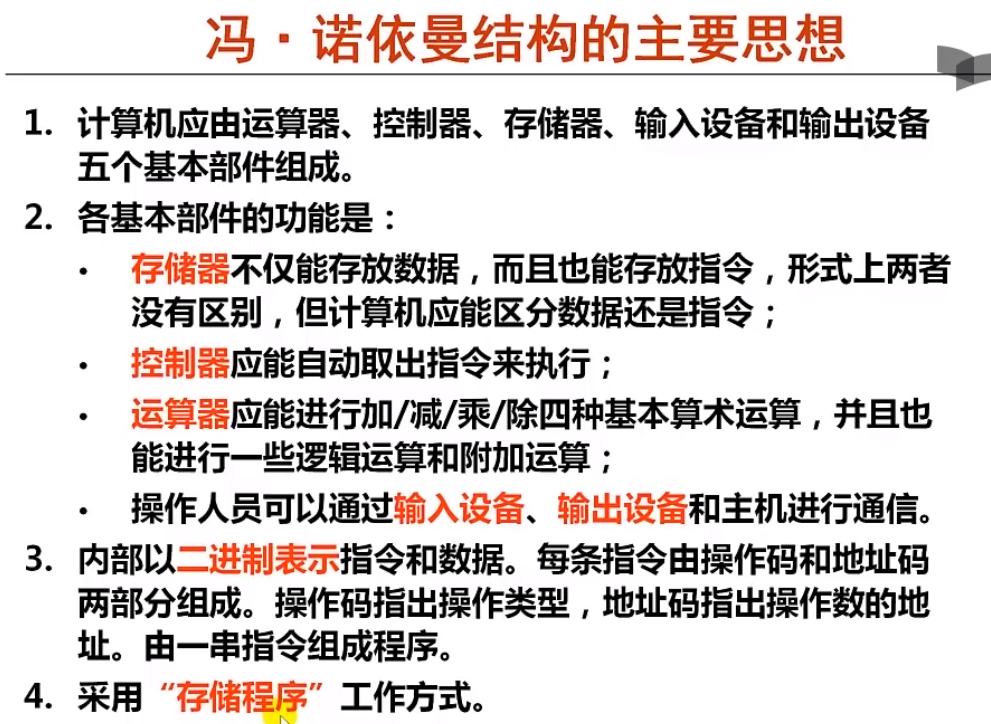 冯·诺依曼结构的主要思想
1. 计算机应由运算器、控制器、存储器、输入设备和输出设备
五个基本部件组成。
2. 各基本部件的功能是：
• 存储器不仅能存放数据，而且也能存放指令，形式上两者
没有区别，但计算机应能区分数据还是指令；
• 控制器应能自动取出指令来执行；
• 运算器应能进行加/减/乘/除四种基本算术运算，并且也
能进行一些逻辑运算和附加运算；
• 操作人员可以通过输入设备、输出设备和主机进行通信。
3. 内部以二进制表示指令和数据。每条指令由操作码和地址码
两部分组成。操作码指出操作类型，地址码指出操作数的地
址。由一串指令组成程序。
4. 采用“存储程序”工作方式。